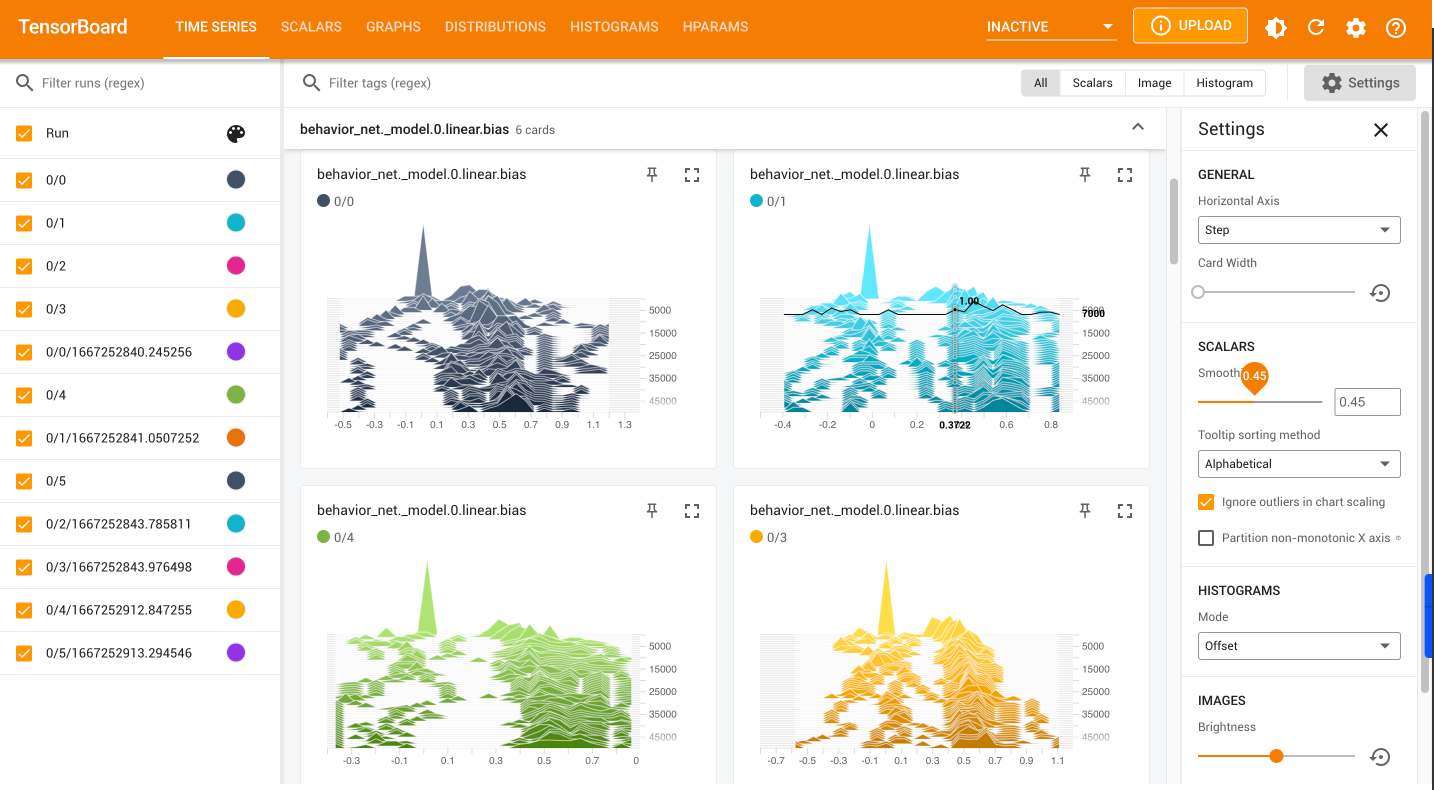 TensorBoard TIME SERIES SCALARS GRAPHS DISTRIBUTIONS HISTOGRAMS HPARAMS INACTIVE UPLOAD
Filter runs (regex)
Run
0/0
0/1
0/2
0/3
0/0/1667252840.245256
0/4
0/1/1667252841.0507252
0/5
0/2/1667252843.785811
0/3/1667252843.976498
0/4/1667252912.847255
0/5/1667252913.294546
Filter tags (regex) All Scalars Image Histogram Settings
behavior_net._model.0.linear.bias 6 cards
behavior_net._model.0.linear.bias
0/0
5000
15000
25000
35000
45000
-0.5 -0.3 -0.1 0.1 0.3 0.5 0.7 0.9 1.1 1.3
behavior_net._model.0.linear.bias
0/1
1.00
7000
15000
25000
35000
45000
-0.4 -0.2 0 0.2 0.3722 0.6 0.8
behavior_net._model.0.linear.bias
0/4
5000
15000
25000
35000
45000
-0.3 -0.1 0.1 0.3 0.5 0.7 0
behavior_net._model.0.linear.bias
0/3
5000
15000
25000
35000
45000
-0.7 -0.5 -0.3 -0.1 0.1 0.3 0.5 0.7 0.9 1.1
Settings
GENERAL
Horizontal Axis
Step
Card Width
SCALARS
0.45
0.45
Tooltip sorting method
Alphabetical
Ignore outliers in chart scaling
Partition non-monotonic X axis
HISTOGRAMS
Mode
Offset
IMAGES
Brightness